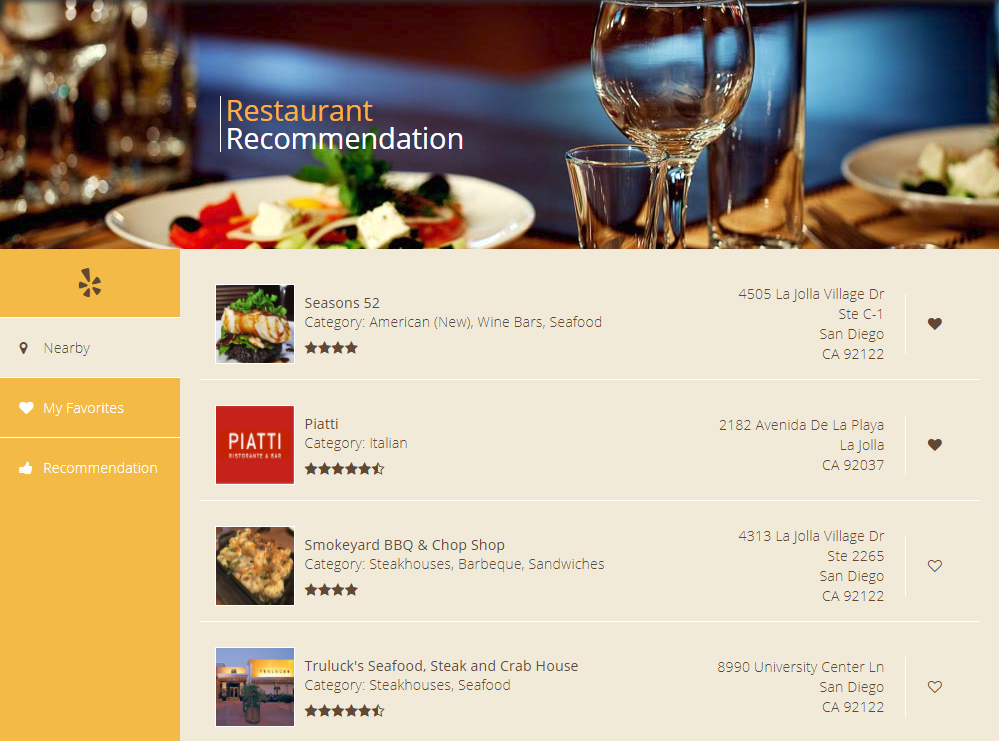 Restaurant
Recommendation
Nearby
My Favorites
Recommendation
Seasons 52
Category: American (New), Wine Bars, Seafood
4505 La Jolla Village Dr
Ste C-1
San Diego
CA 92122
PIATTI
RISTORANTE & BAR
Piatti
Category: Italian
2182 Avenida De La Playa
La Jolla
CA 92037
Smokeyard BBQ & Chop Shop
Category: Steakhouses, Barbeque, Sandwiches
4313 La Jolla Village Dr
Ste 2265
San Diego
CA 92122
TRULUCKS
Truluck's Seafood, Steak and Crab House
Category: Steakhouses, Seafood
8990 University Center Ln
San Diego
CA 92122